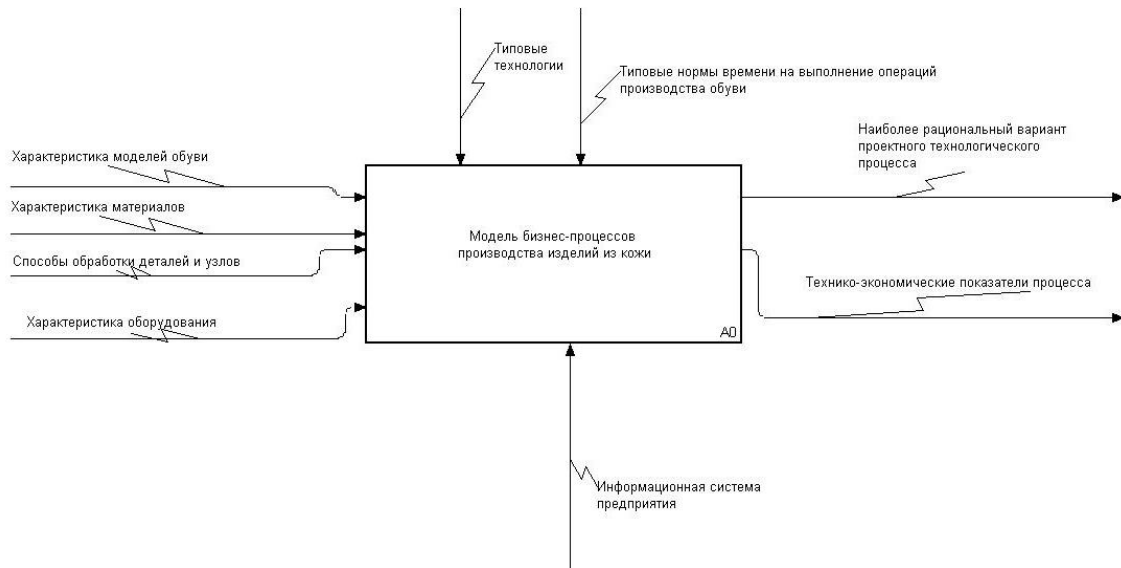 Типовые
технологии
Типовые нормы времени на выполнение операций
производства обуви
Наиболее рациональный вариант
проектного технологического
процесса
Характеристика моделей обуви
Характеристика материалов
Способы обработки деталей и узлов
Характеристика оборудования
Модель бизнес-процессов
производства изделий из кожи
A0
Технико-экономические показатели процесса
Информационная система
предприятия